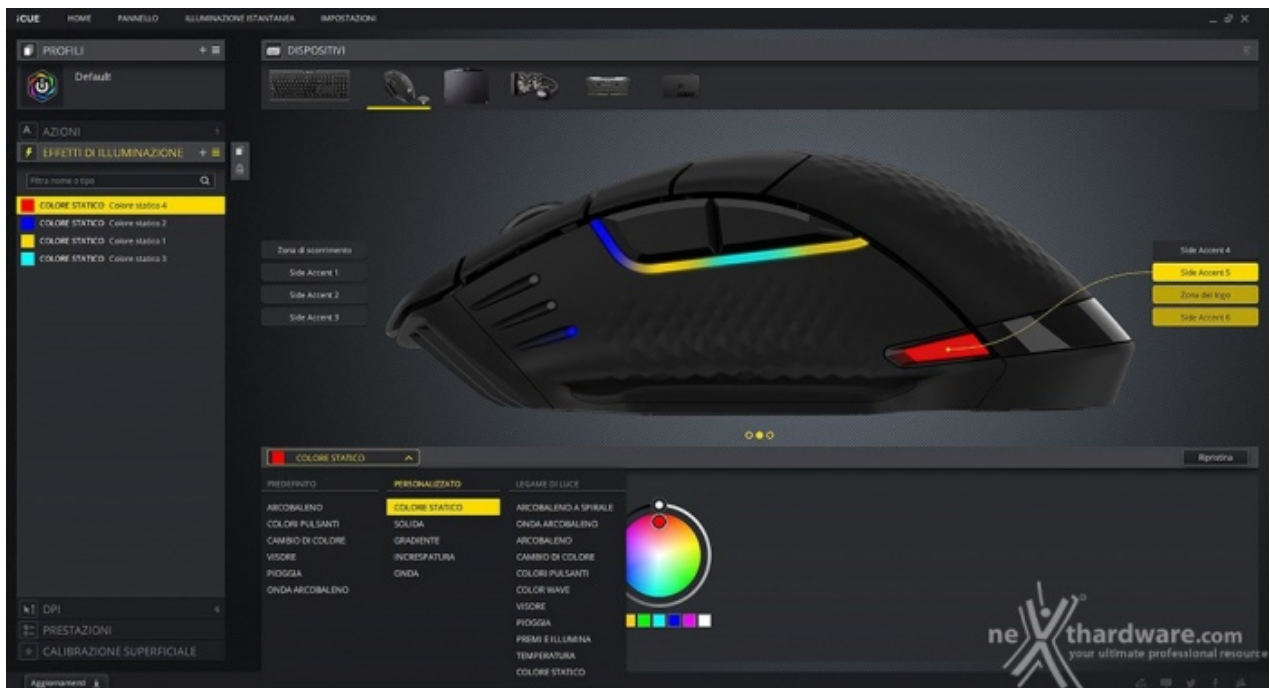 iCUE HOME PANNELLO ILLUMINAZIONE ISTANTANEA IMPOSTAZIONI
PROFILI
Default
AZIONI 1
EFFETTI DI ILLUMINAZIONE
Filtra nome o tipo
COLORE STATICO Colore statico 4
COLORE STATICO Colore statico 2
COLORE STATICO Colore statico 1
COLORE STATICO Colore statico 3
DPI 6
PRESTAZIONI
CALIBRAZIONE SUPERFICIALE
Aggiornamenti
DISPOSITIVI
Zona di scorrimento
Side Accent 1
Side Accent 2
Side Accent 3
Side Accent 4
Side Accent 5
Zona del logo
Side Accent 6
COLORE STATICO
Ripristina
PREDEFINITO
ARCOBALENO
COLORI PULSANTI
CAMBIO DI COLORE
VISORE
PIOGGIA
ONDA ARCOBALENO
PERSONALIZZATO
COLORE STATICO
SOLIDA
GRADIENTE
INCRESPATURA
ONDA
LEGAME DI LUCE
ARCOBALENO A SPIRALE
ONDA ARCOBALENO
ARCOBALENO
CAMBIO DI COLORE
COLORI PULSANTI
COLOR WAVE
VISORE
PIOGGIA
PREMI E ILLUMINA
TEMPERATURA
COLORE STATICO
nexthardware.com
your ultimate professional resource